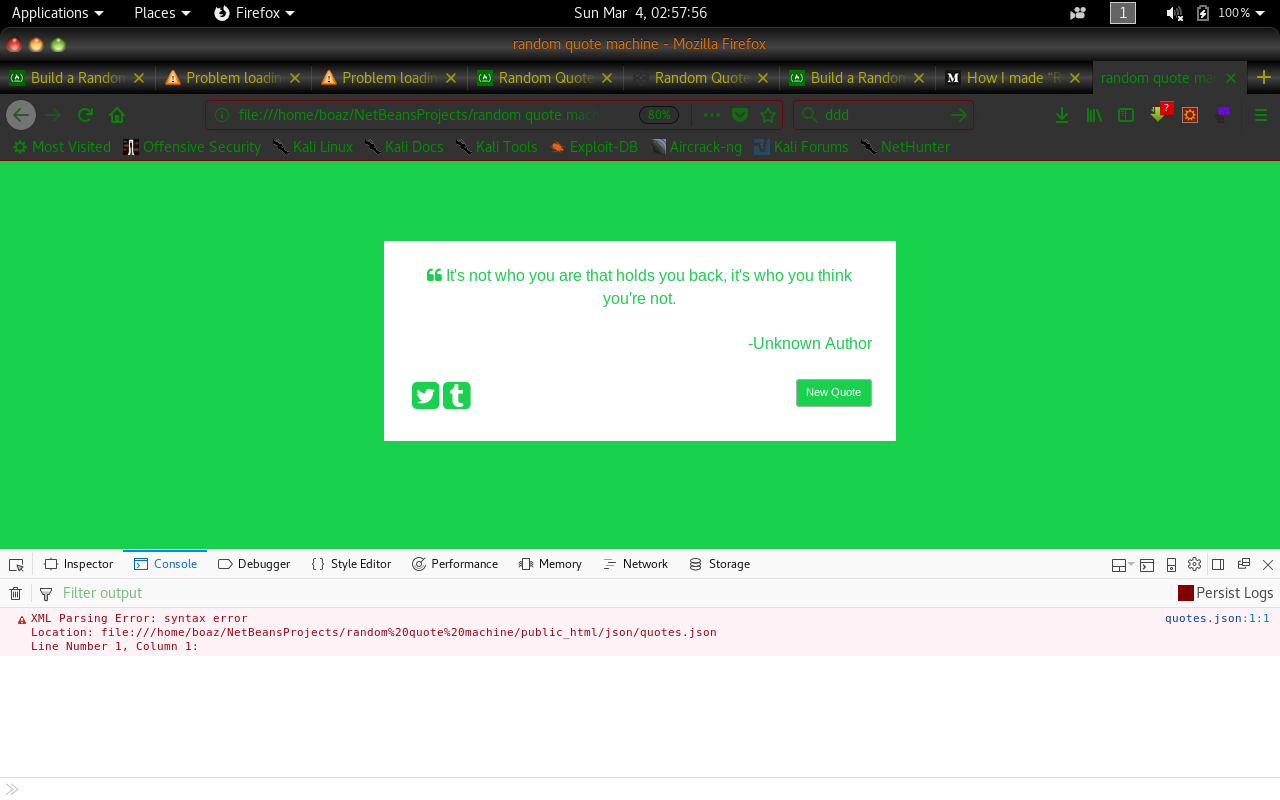 Applications Places Firefox Sun Mar 4, 02:57:56 1 100%
random quote machine - Mozilla Firefox
Build a Random Problem loadin Problem loadin Random Quote Random Quote Build a Random How I made “R random quote ma
file:///home/boaz/NetBeansProjects/random quote mach 80% ddd ?
Most Visited Offensive Security Kali Linux Kali Docs Kali Tools Exploit-DB Aircrack-ng Kali Forums NetHunter
It's not who you are that holds you back, it's who you think
you're not.
-Unknown Author
New Quote
Inspector Console Debugger Style Editor Performance Memory Network Storage
Filter output Persist Logs
XML Parsing Error: syntax error quotes.json:1:1
Location: file:///home/boaz/NetBeansProjects/random%20quote%20machine/public_html/json/quotes.json
Line Number 1, Column 1: